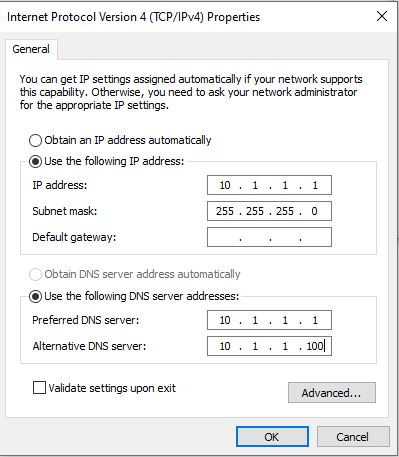 Internet Protocol Version 4 (TCP/IPv4) Properties
General
You can get IP settings assigned automatically if your network supports
this capability. Otherwise, you need to ask your network administrator
for the appropriate IP settings.
Obtain an IP address automatically
Use the following IP address:
IP address: 10 . 1 . 1 . 1
Subnet mask: 255 . 255 . 255 . 0
Default gateway: . . .
Obtain DNS server address automatically
Use the following DNS server addresses:
Preferred DNS server: 10 . 1 . 1 . 1
Alternative DNS server: 10 . 1 . 1 . 100
Validate settings upon exit
Advanced...
OK Cancel